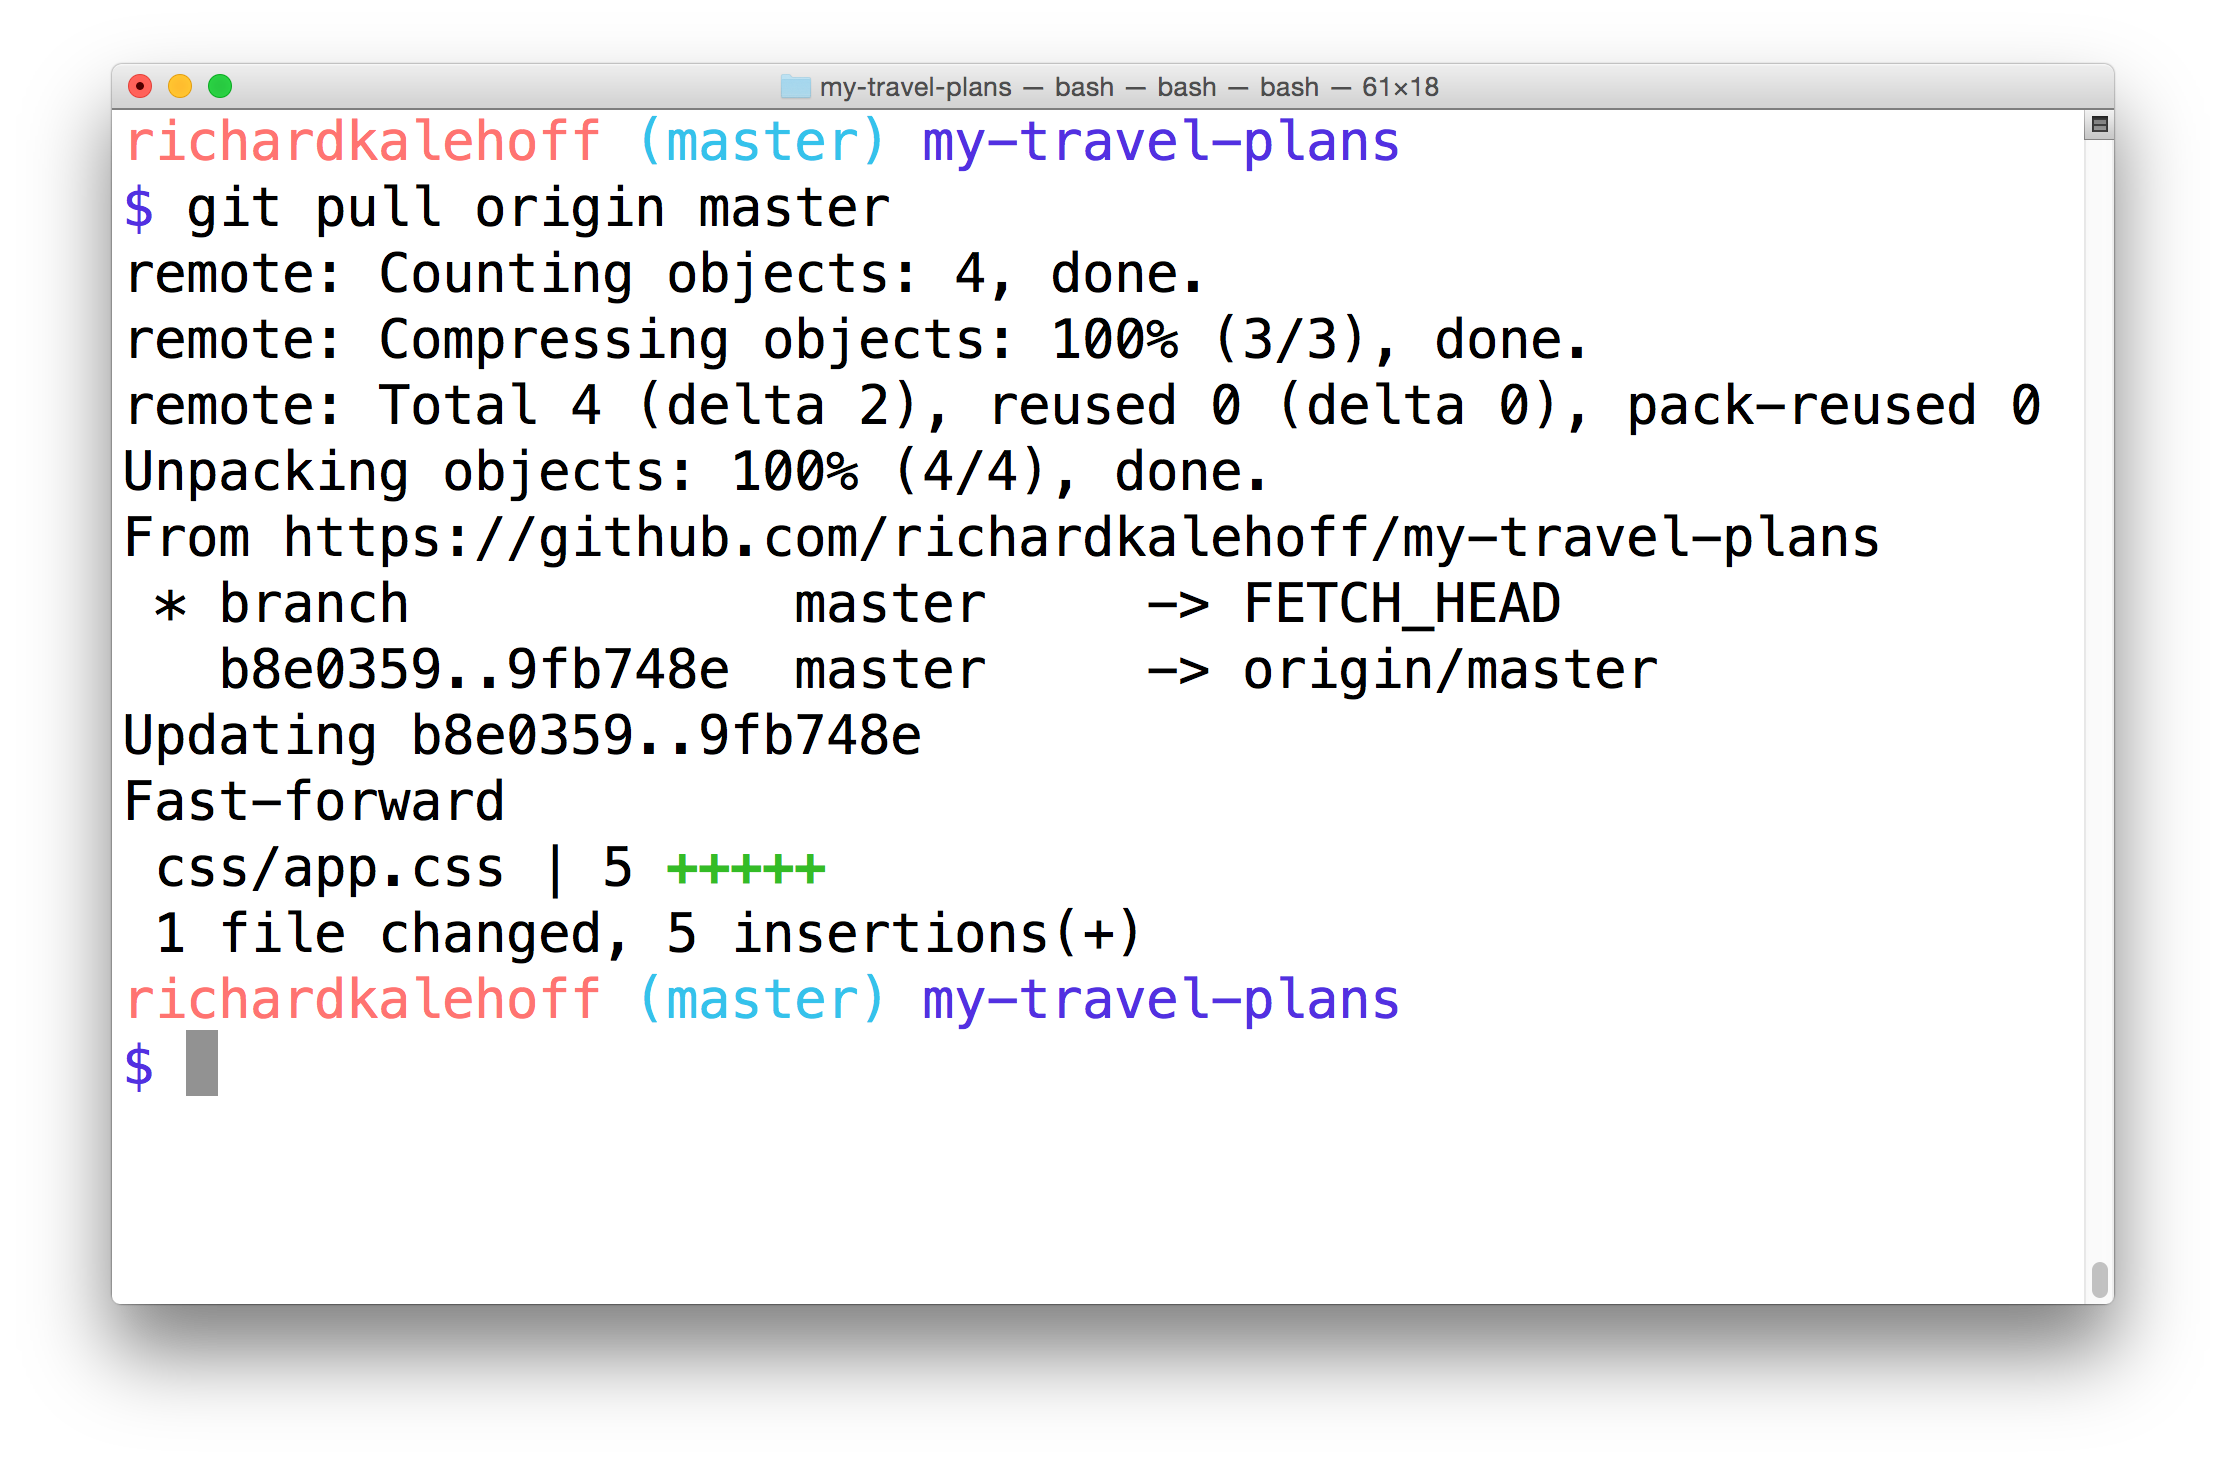 my-travel-plans — bash — bash — bash — 61×18
richardkalehoff (master) my-travel-plans
$ git pull origin master
remote: Counting objects: 4, done.
remote: Compressing objects: 100% (3/3), done.
remote: Total 4 (delta 2), reused 0 (delta 0), pack-reused 0
Unpacking objects: 100% (4/4), done.
From https://github.com/richardkalehoff/my-travel-plans
 * branch            master     -> FETCH_HEAD
   b8e0359..9fb748e  master     -> origin/master
Updating b8e0359..9fb748e
Fast-forward
 css/app.css | 5 +++++
 1 file changed, 5 insertions(+)
richardkalehoff (master) my-travel-plans
$